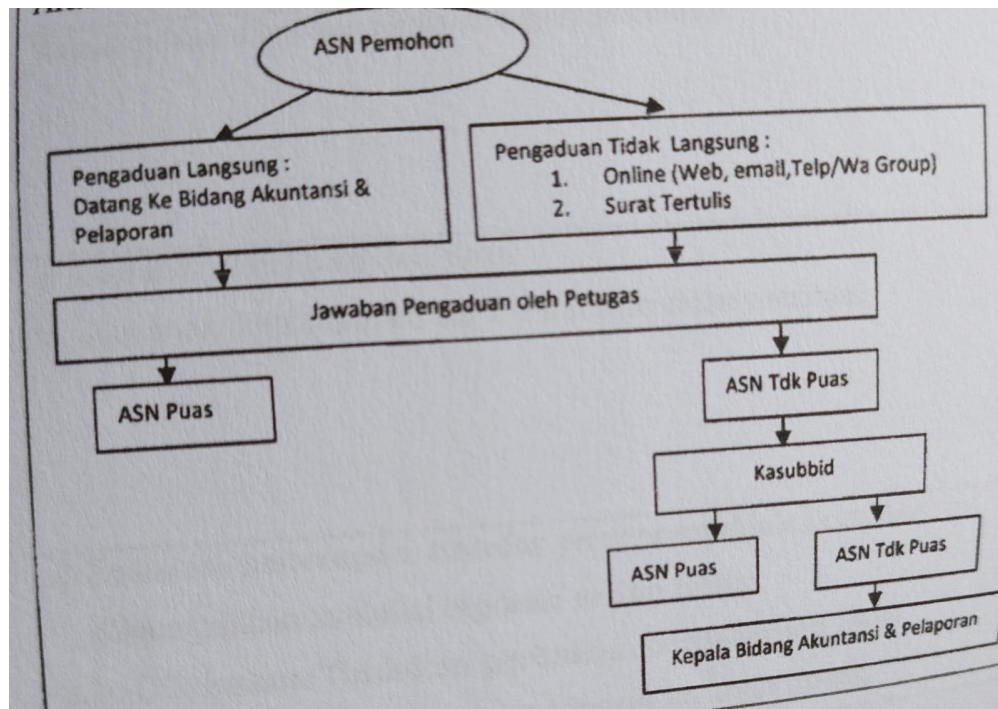 ASN Pemohon
Pengaduan Langsung :
Datang Ke Bidang Akuntansi &
Pelaporan
Pengaduan Tidak Langsung :
1. Online (Web, email,Telp/Wa Group)
2. Surat Tertulis
Jawaban Pengaduan oleh Petugas
ASN Puas
ASN Tdk Puas
Kasubbid
ASN Puas
ASN Tdk Puas
Kepala Bidang Akuntansi & Pelaporan